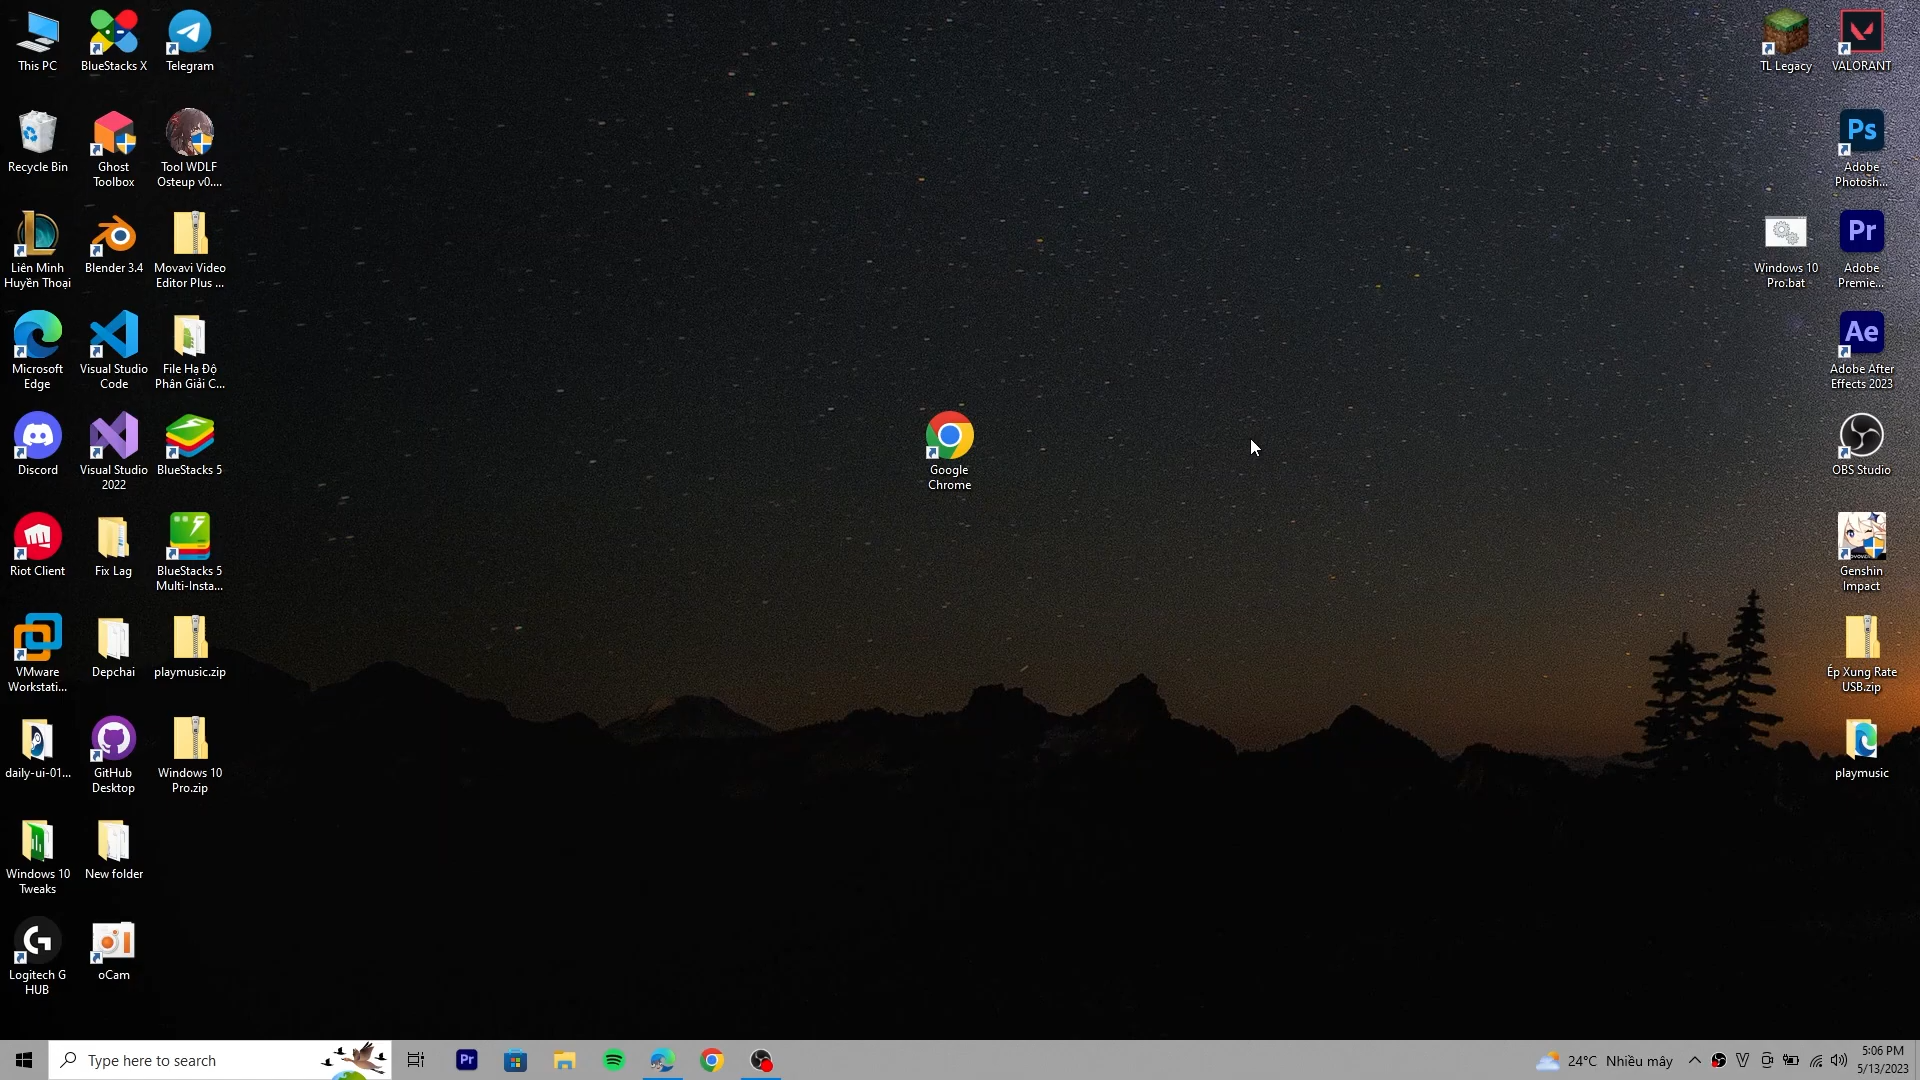 This PC
BlueStacks X
Telegram
TL Legacy
VALORANT
Recycle Bin
Ghost
Toolbox
Tool WDLF
Osteup v0....
Ps
Adobe
Photosh...
Liên Minh
Huyền Thoại
Blender 3.4
Movavi Video
Editor Plus ...
Windows 10
Pro.bat
Pr
Adobe
Premie...
Microsoft
Edge
Visual Studio
Code
File Hạ Độ
Phân Giải C...
Ae
Adobe After
Effects 2023
Discord
Visual Studio
2022
BlueStacks 5
Google
Chrome
OBS Studio
Riot Client
Fix Lag
BlueStacks 5
Multi-Insta...
Genshin
Impact
VMware
Workstati...
Depchai
playmusic.zip
Ép Xung Rate
USB.zip
daily-ui-01...
GitHub
Desktop
Windows 10
Pro.zip
playmusic
Windows 10
Tweaks
New folder
Logitech G
HUB
oCam
Type here to search
Pr
24°C Nhiều mây
5:06 PM
5/13/2023